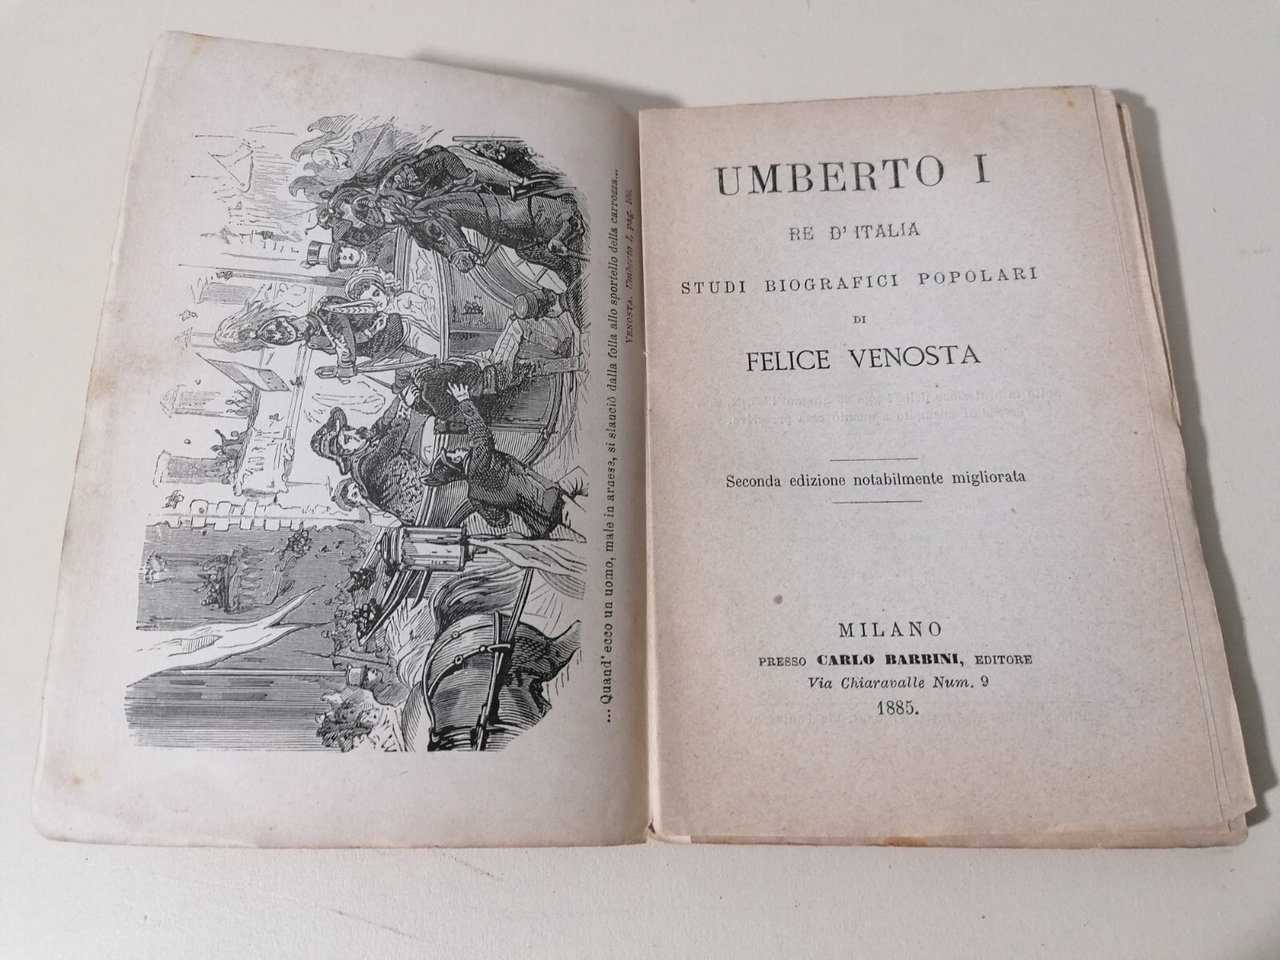 ... Quand' ecco un uomo, male in arnese, si slanciò dalla folla allo sportello della carrozza...
VENOSTA. Umberto I, pag.
UMBERTO I
RE D' ITALIA
STUDI BIOGRAFICI POPOLARI
DI
FELICE VENOSTA
Seconda edizione notabilmente migliorata
MILANO
PRESSO CARLO BARBINI, EDITORE
Via Chiaravalle Num. 9
1885.